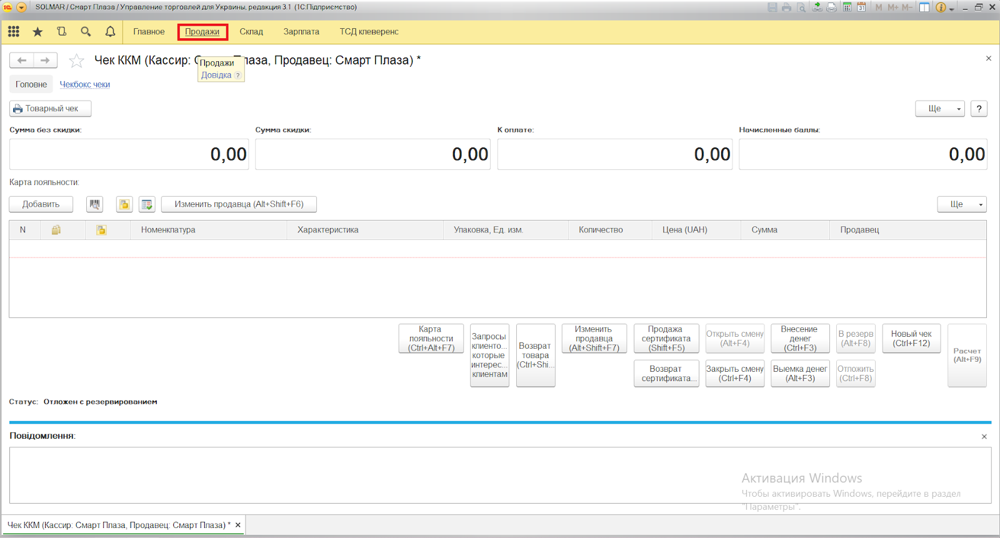 SOLMAR / Смарт Плаза / Управление торговлей для Украины, редакция 3.1 (1С:Підприємство)
M M+ M−
31
Главное Продажи Склад Зарплата ТСД клеверенс
Чек ККМ (Кассир: С Плаза, Продавец: Смарт Плаза) *
Продажи
Довідка ?
Головне Чекбокс чеки
Товарный чек Ще ?
Сумма без скидки: Сумма скидки: К оплате: Начисленные баллы:
0,00 0,00 0,00 0,00
Карта лояльности:
Добавить Изменить продавца (Alt+Shift+F6) Ще
N Номенклатура Характеристика Упаковка, Ед. изм. Количество Цена (UAH) Сумма Продавец
Карта
лояльности
(Ctrl+Alt+F7)
Запросы
клиенто...
которые
интерес...
клиентам
Возврат
товара
(Ctrl+Shi...
Изменить
продавца
(Alt+Shift+F7)
Продажа
сертификата
(Shift+F5)
Возврат
сертификата...
Открыть смену
(Alt+F4)
Закрыть смену
(Ctrl+F4)
Внесение
денег
(Ctrl+F3)
Выемка денег
(Alt+F3)
В резерв
(Alt+F8)
Отложить
(Ctrl+F8)
Новый чек
(Ctrl+F12)
Расчет
(Alt+F9)
Статус: Отложен с резервированием
Повідомлення:
Активация Windows
Чтобы активировать Windows, перейдите в раздел
"Параметры".
Чек ККМ (Кассир: Смарт Плаза, Продавец: Смарт Плаза) *